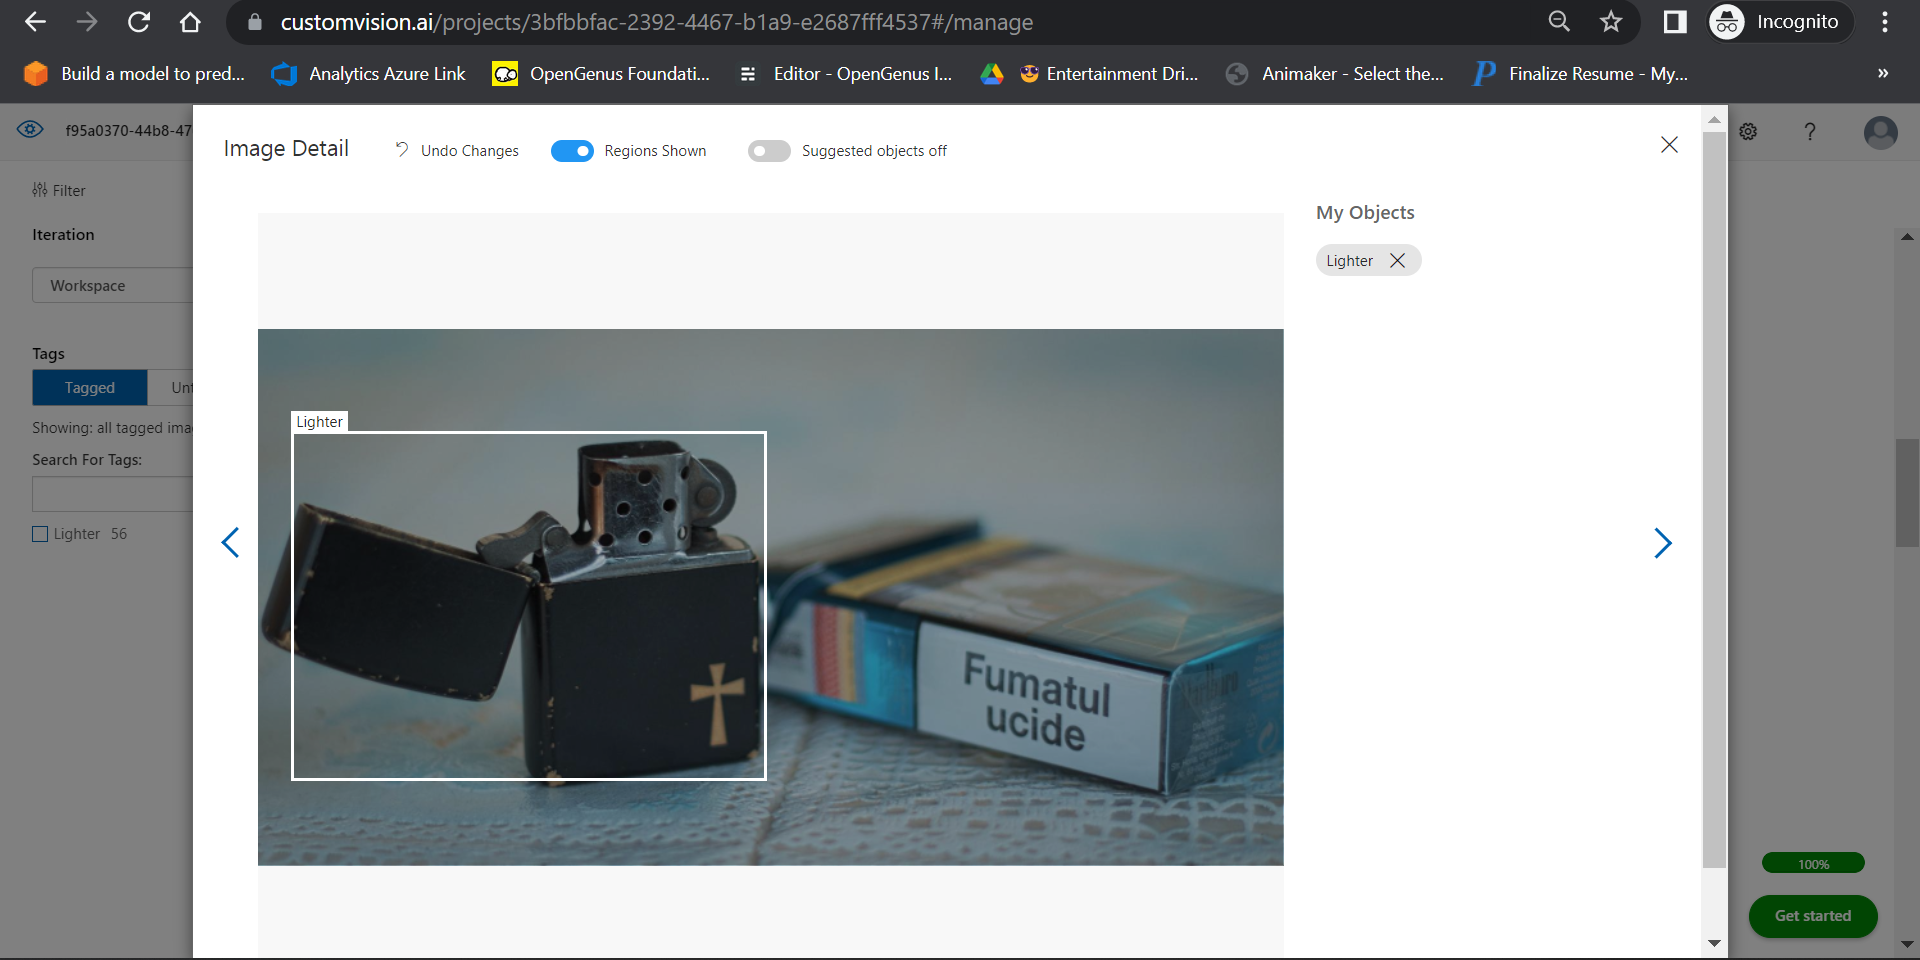 customvision.ai/projects/3bfbbfac-2392-4467-b1a9-e2687fff4537#/manage
Incognito
Build a model to pred...
Analytics Azure Link
OpenGenus Foundati...
Editor - OpenGenus I...
Entertainment Dri...
Animaker - Select the...
Finalize Resume - My...
»
f95a0370-44b8-47
Image Detail
Undo Changes
Regions Shown
Suggested objects off
?
Filter
My Objects
Iteration
Lighter
Workspace
Tags
Tagged
Unt
Lighter
Showing: all tagged ima
Search For Tags:
Lighter 56
Fumatul
ucide
100%
Get started